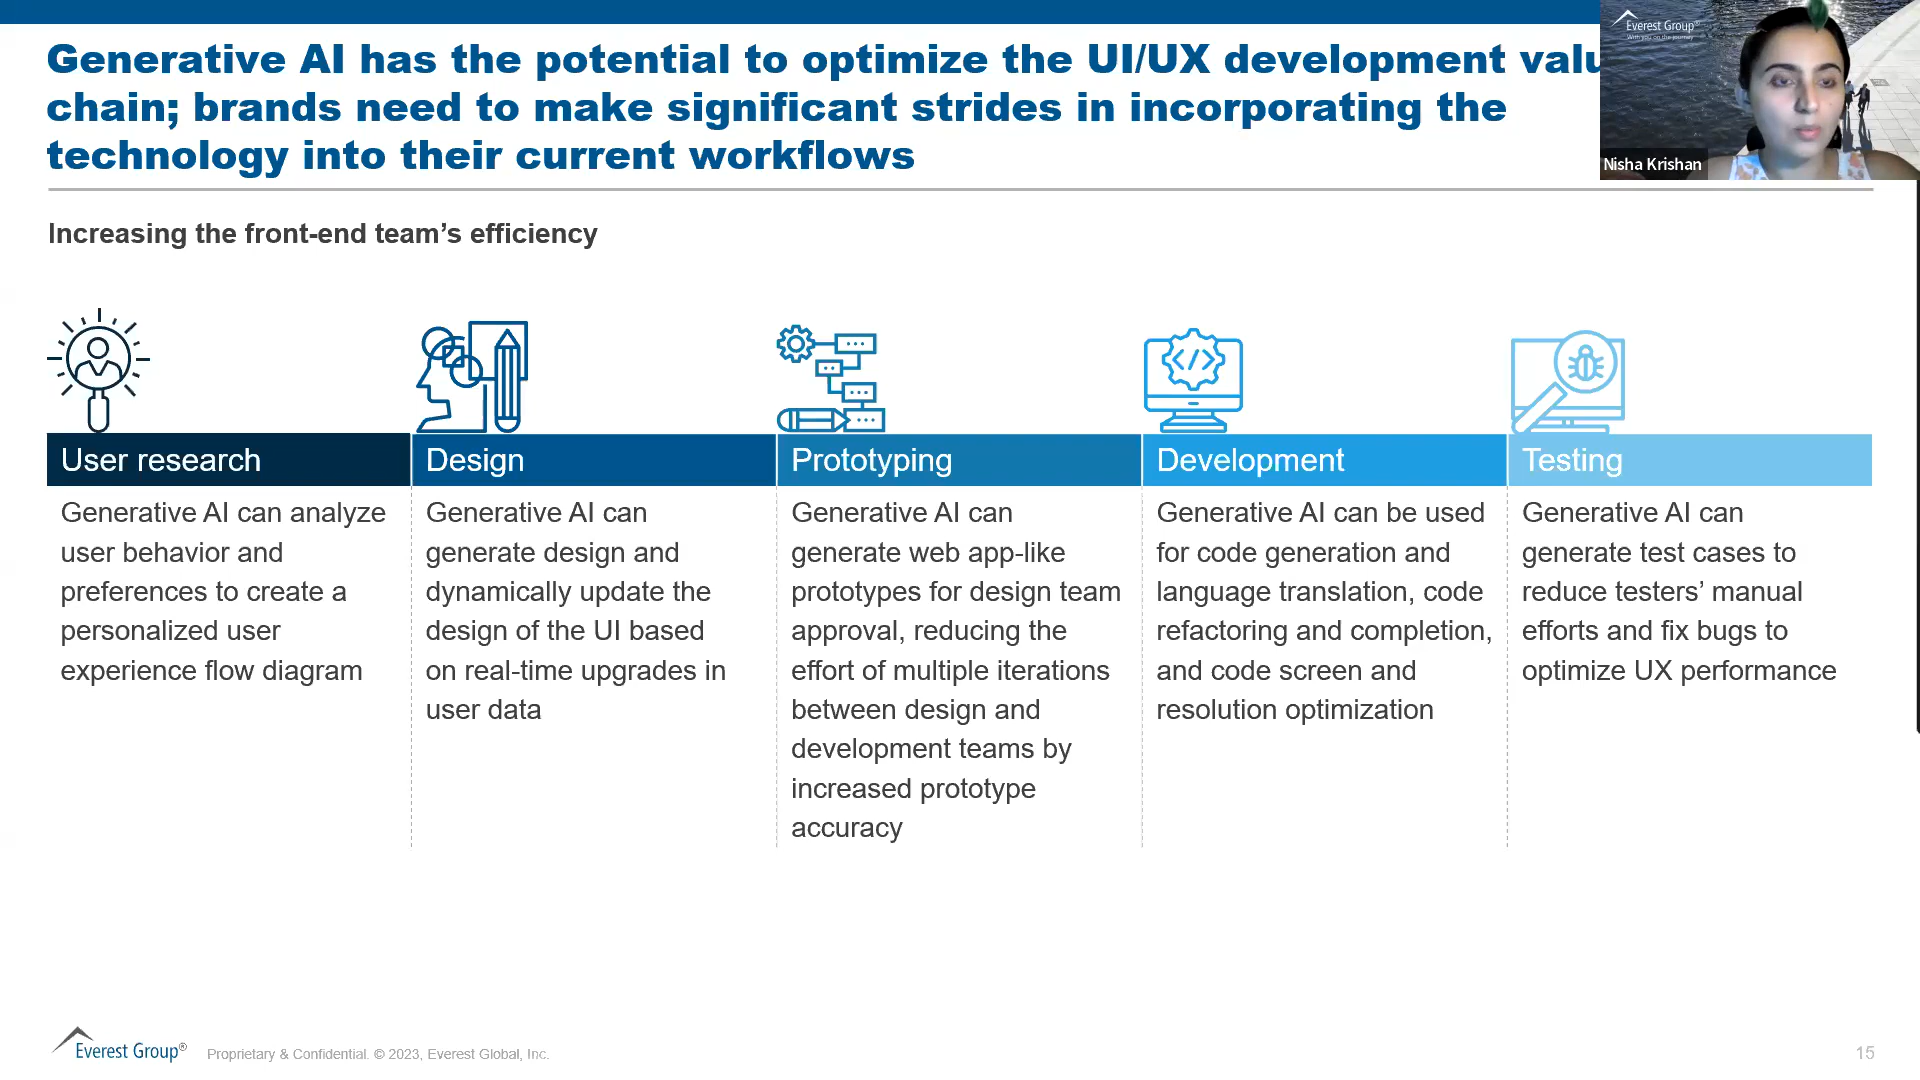 Generative AI has the potential to optimize the UI/UX development valu
chain; brands need to make significant strides in incorporating the
technology into their current workflows
Everest Group®
With you on the journey
Nisha Krishan
Increasing the front-end team’s efficiency
User research
Generative AI can analyze
user behavior and
preferences to create a
personalized user
experience flow diagram
Design
Generative AI can
generate design and
dynamically update the
design of the UI based
on real-time upgrades in
user data
Prototyping
Generative AI can
generate web app-like
prototypes for design team
approval, reducing the
effort of multiple iterations
between design and
development teams by
increased prototype
accuracy
Development
Generative AI can be used
for code generation and
language translation, code
refactoring and completion,
and code screen and
resolution optimization
Testing
Generative AI can
generate test cases to
reduce testers’ manual
efforts and fix bugs to
optimize UX performance
Everest Group®
Proprietary & Confidential. © 2023, Everest Global, Inc.
15